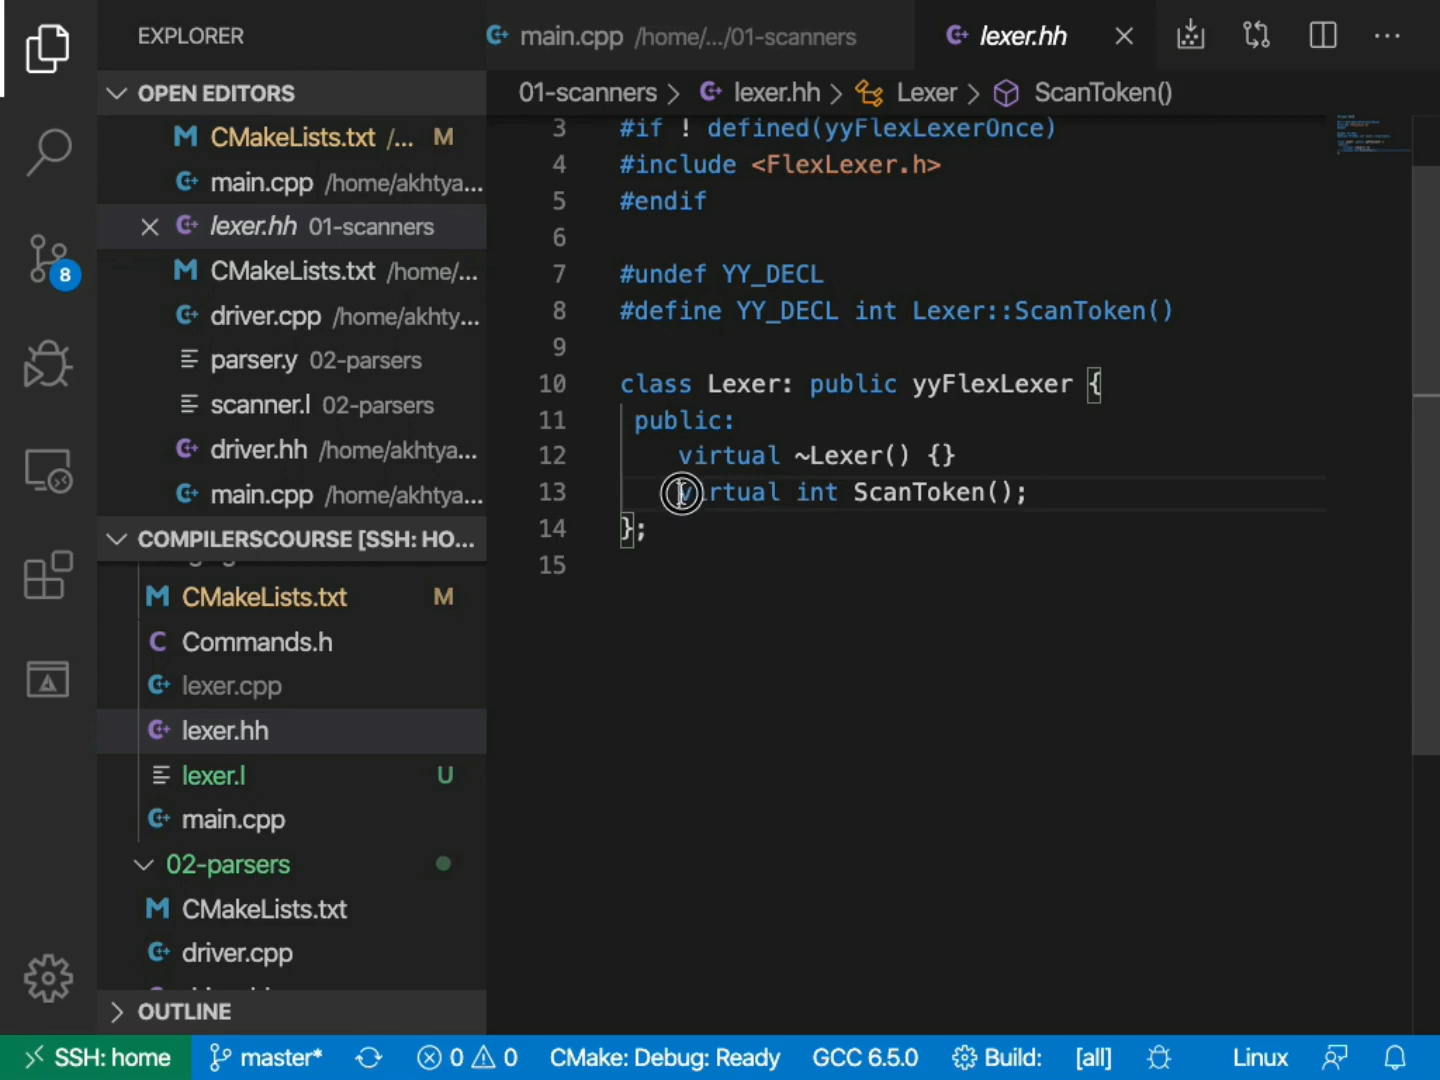 EXPLORER
main.cpp /home/.../01-scanners
lexer.hh
OPEN EDITORS
CMakeLists.txt /... M
main.cpp /home/akhtya...
lexer.hh 01-scanners
CMakeLists.txt /home/...
driver.cpp /home/akhty...
parser.y 02-parsers
scanner.l 02-parsers
driver.hh /home/akhtya...
main.cpp /home/akhtya...
COMPILERSCOURSE [SSH: HO...
CMakeLists.txt M
Commands.h
lexer.cpp
lexer.hh
lexer.l U
main.cpp
02-parsers
CMakeLists.txt
driver.cpp
OUTLINE
8
01-scanners > lexer.hh > Lexer > ScanToken()
3 #if ! defined(yyFlexLexerOnce)
4 #include <FlexLexer.h>
5 #endif
6
7 #undef YY_DECL
8 #define YY_DECL int Lexer::ScanToken()
9
10 class Lexer: public yyFlexLexer {
11 public:
12 virtual ~Lexer() {}
13 virtual int ScanToken();
14 };
15
SSH: home master* 0 0 CMake: Debug: Ready GCC 6.5.0 Build: [all] Linux